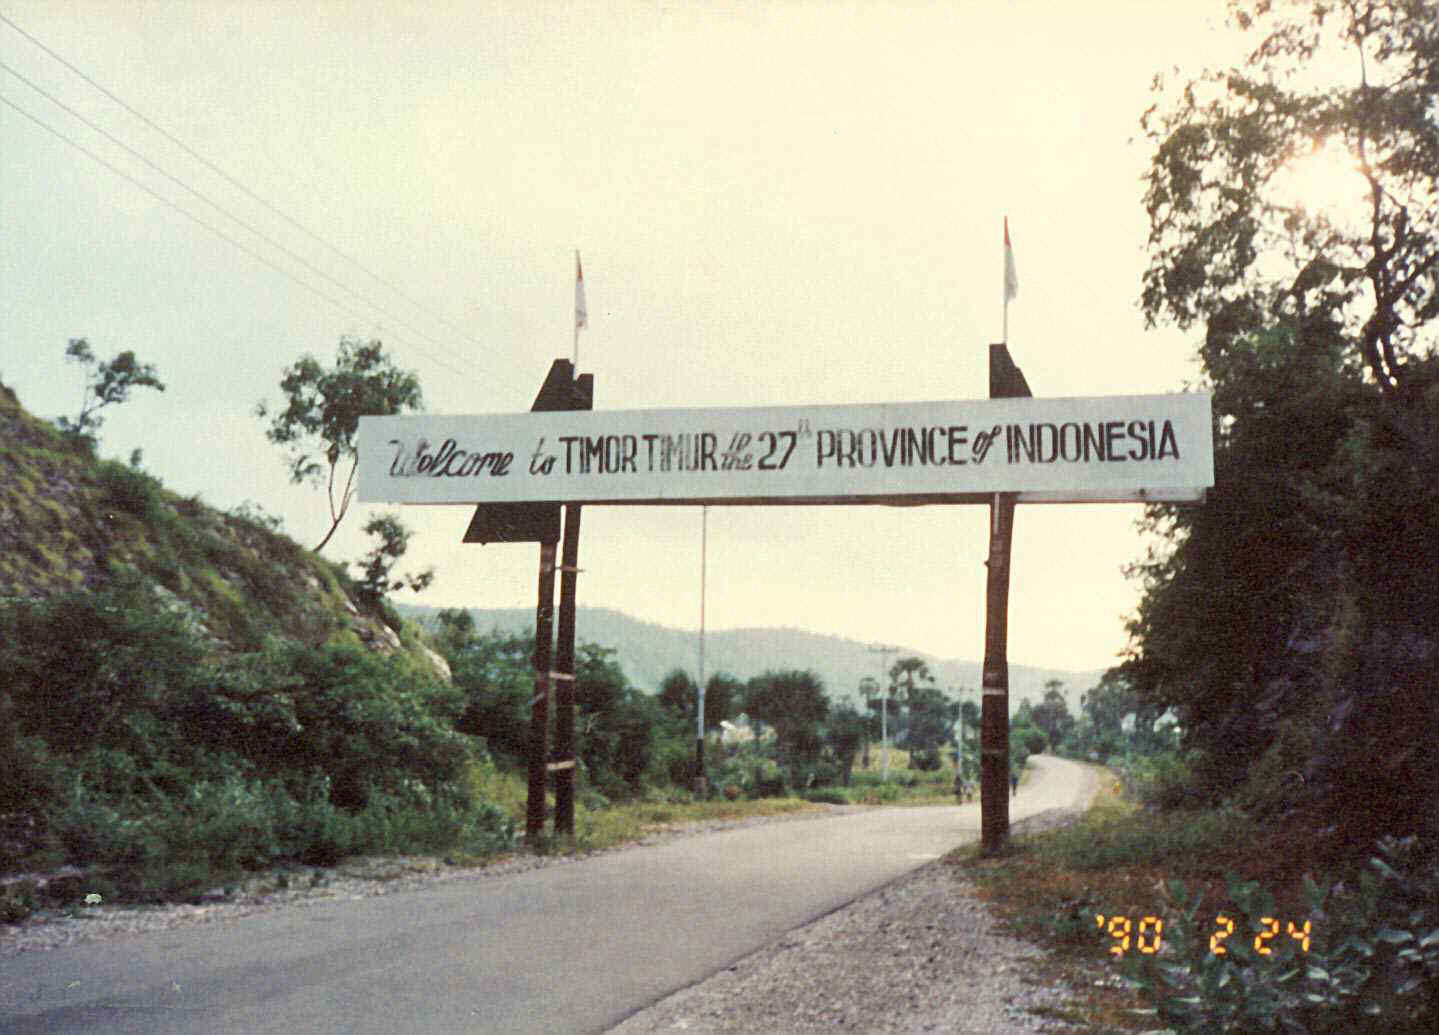 Welcome to TIMOR TIMUR the 27th PROVINCE of INDONESIA
'90 2 24